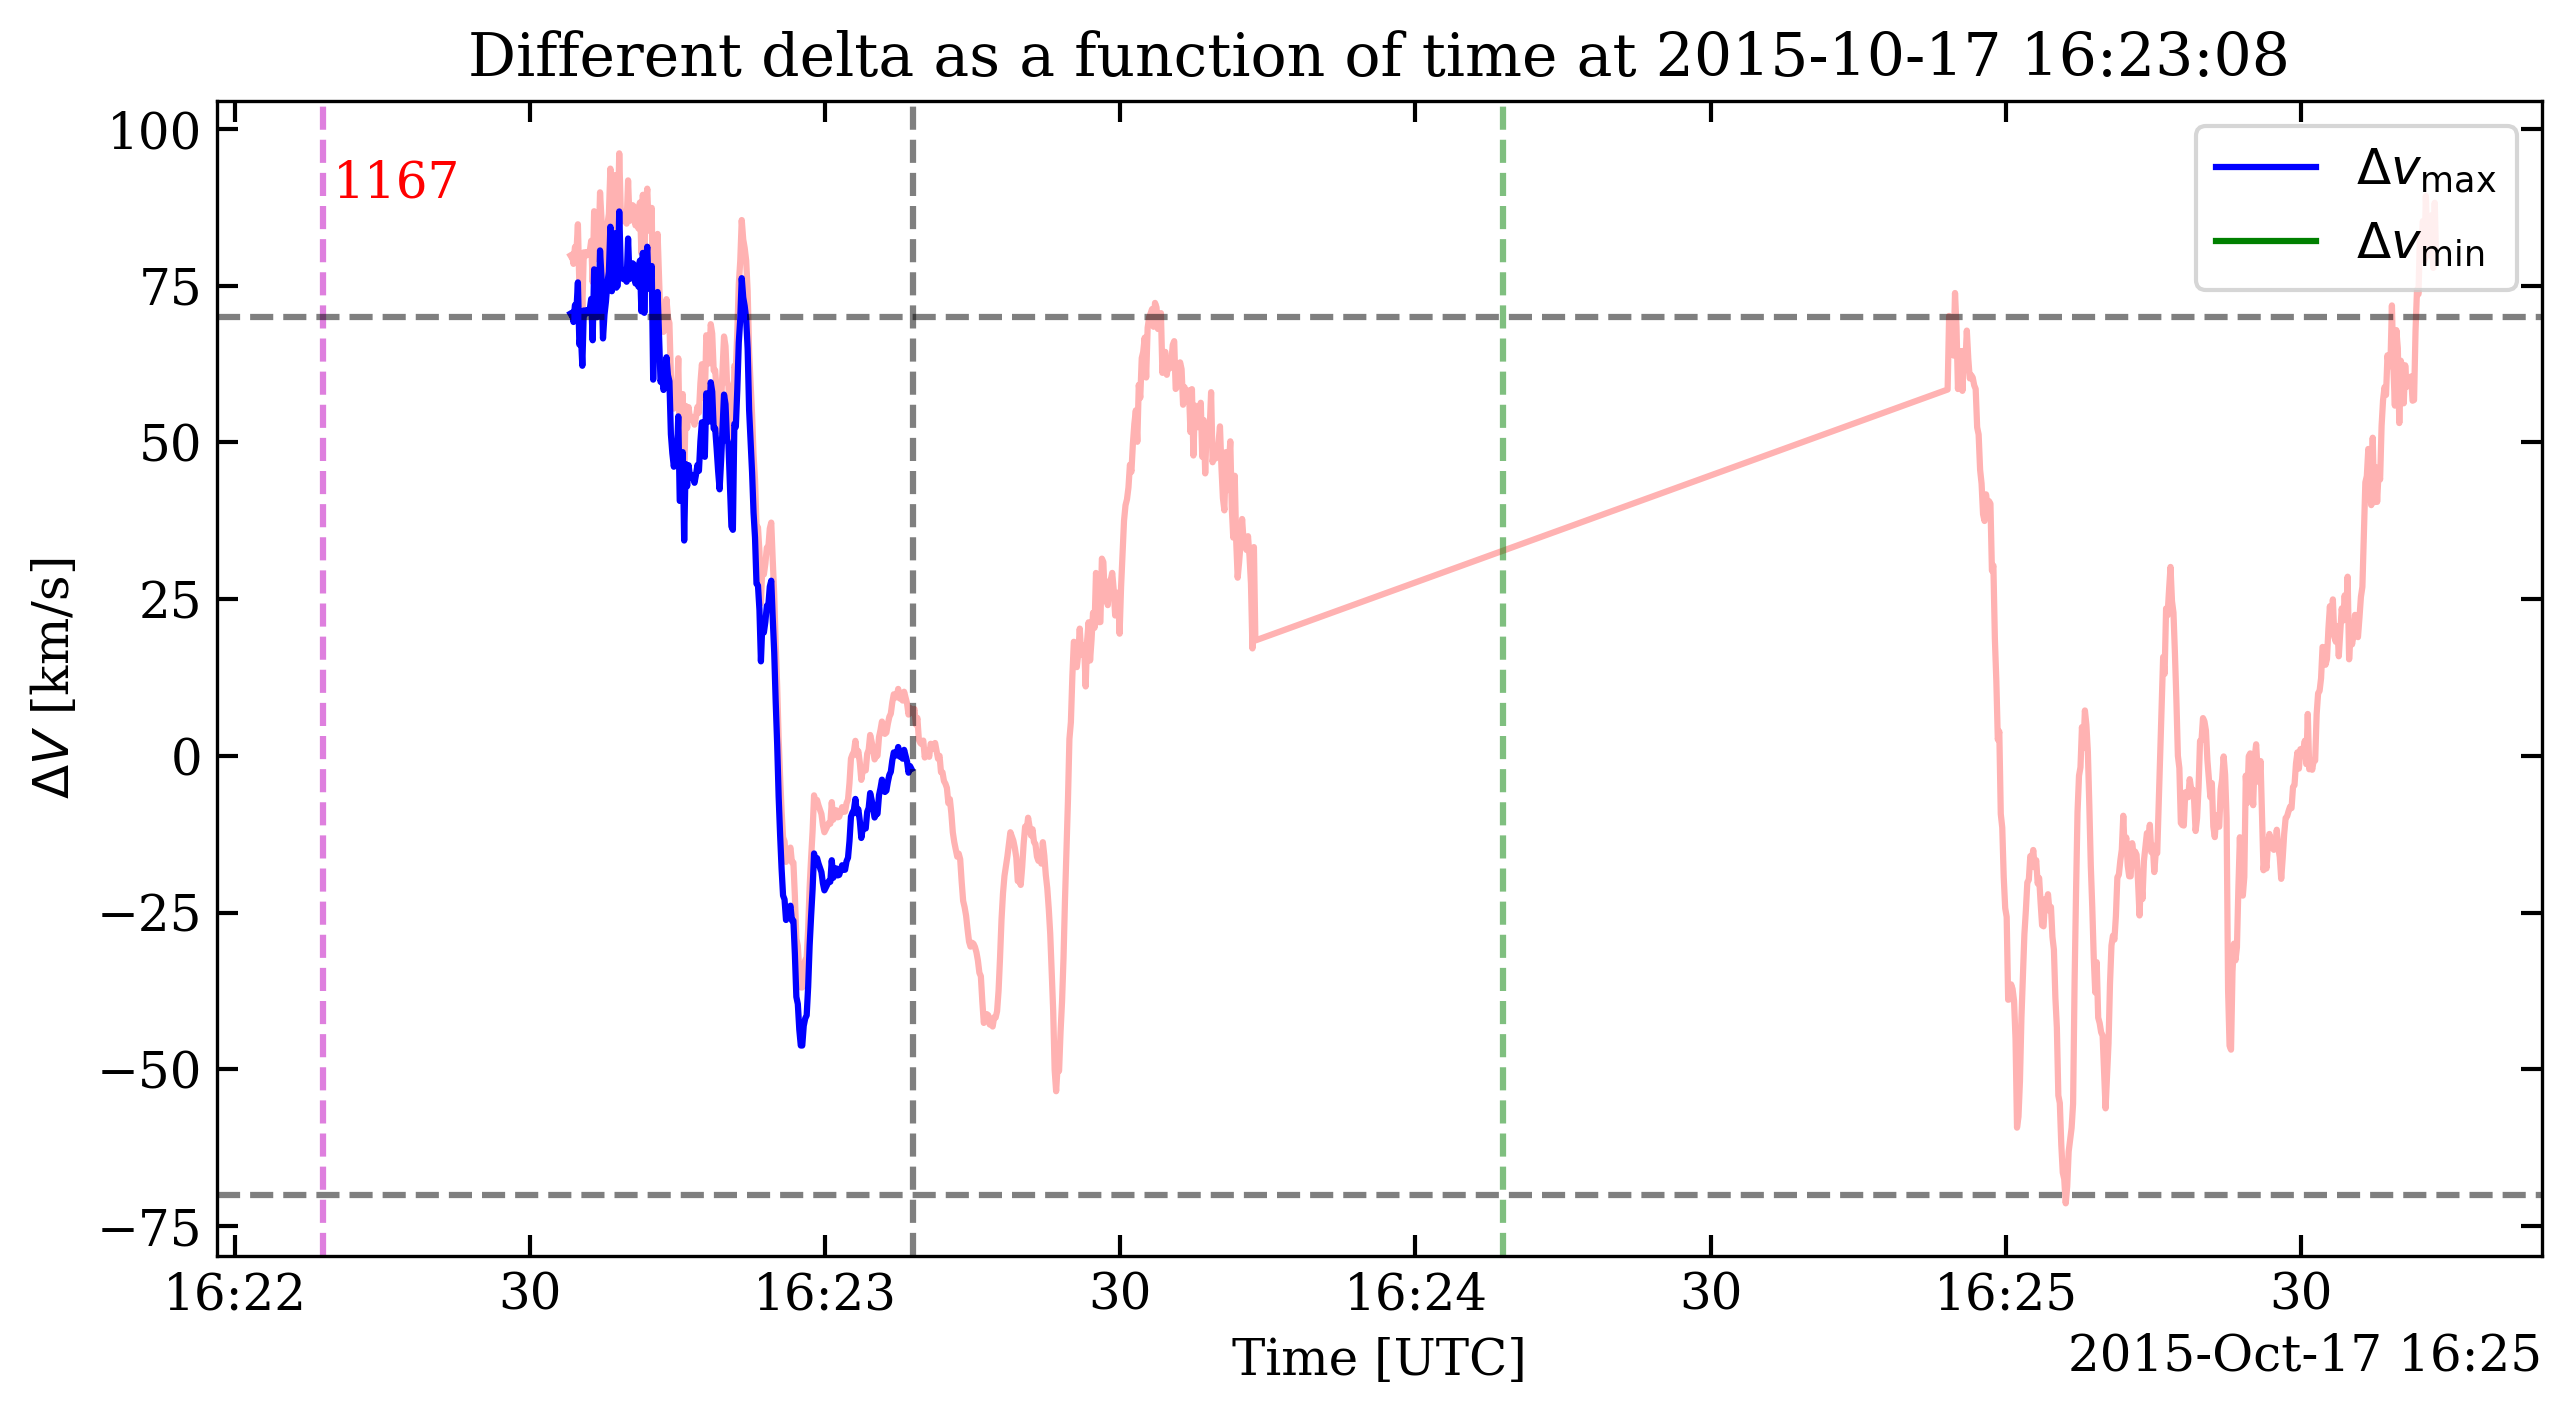 Different delta as a function of time at 2015-10-17 16:23:08
100
75
50
25
0
−25
−50
−75
ΔV [km/s]
1167
Δv_max
Δv_min
16:22 30 16:23 30 16:24 30 16:25 30
Time [UTC]
2015-Oct-17 16:25